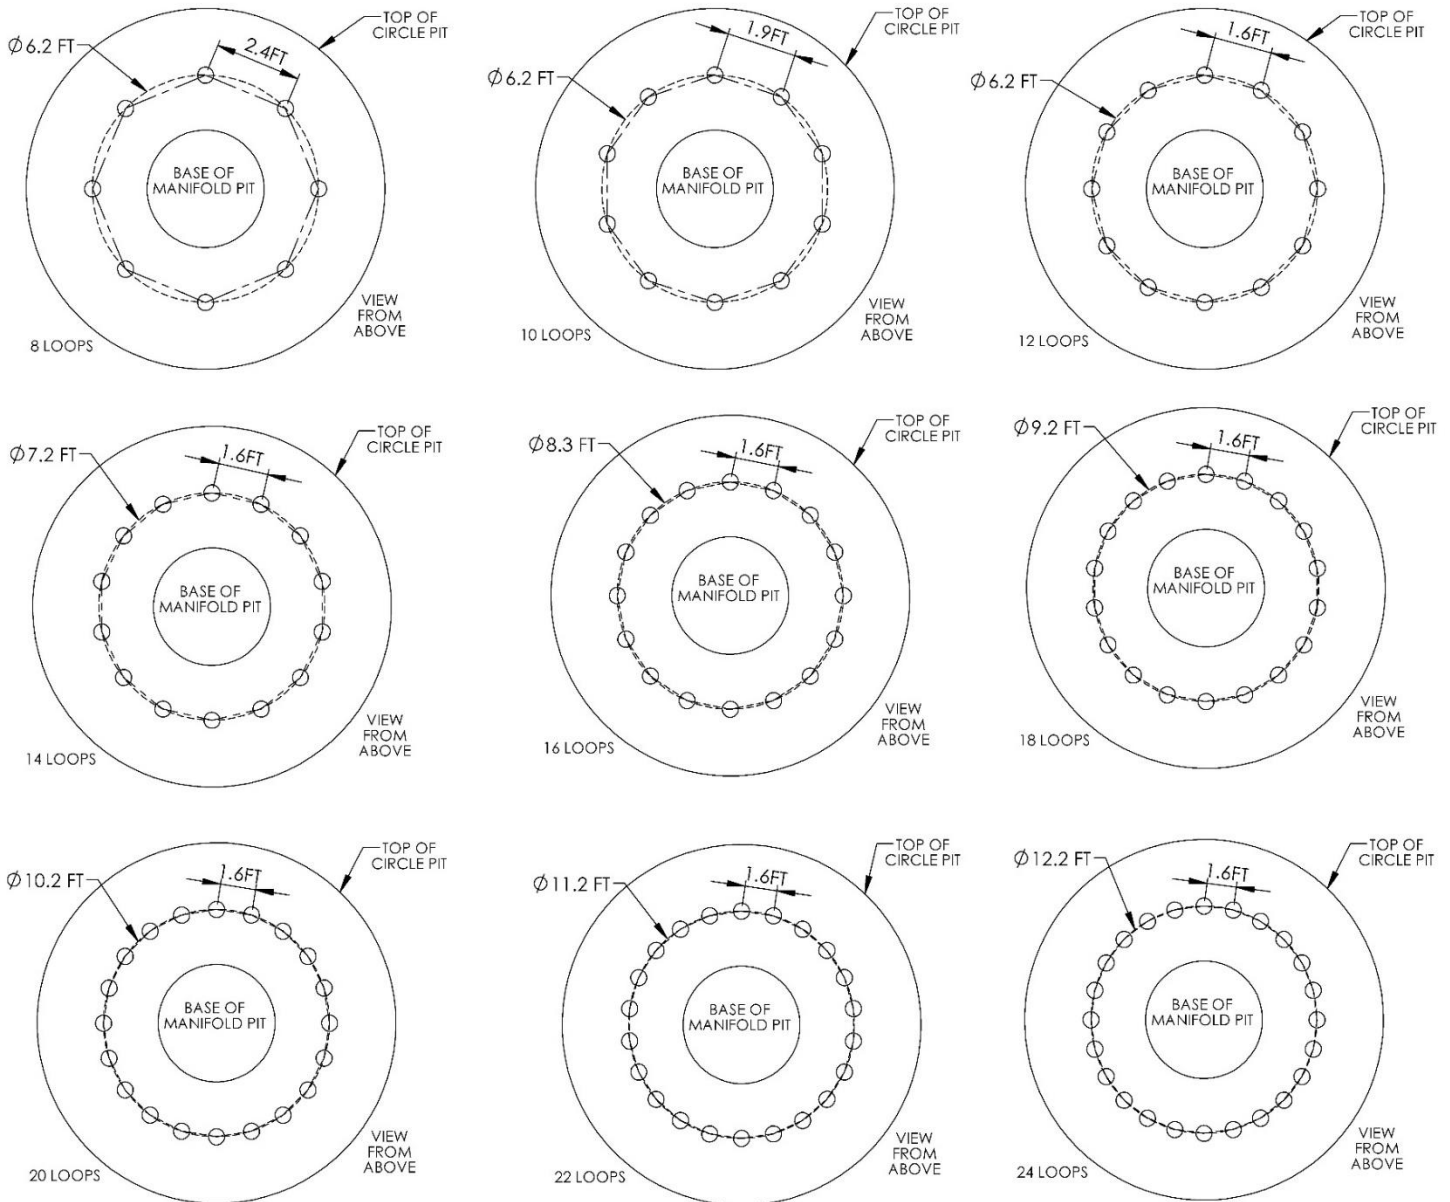 TOP OF
CIRCLE PIT
Ø6.2 FT
2.4FT
BASE OF
MANIFOLD PIT
VIEW
FROM
ABOVE
8 LOOPS
TOP OF
CIRCLE PIT
Ø6.2 FT
1.9FT
BASE OF
MANIFOLD PIT
VIEW
FROM
ABOVE
10 LOOPS
TOP OF
CIRCLE PIT
Ø6.2 FT
1.6FT
BASE OF
MANIFOLD PIT
VIEW
FROM
ABOVE
12 LOOPS
TOP OF
CIRCLE PIT
Ø7.2 FT
1.6FT
BASE OF
MANIFOLD PIT
VIEW
FROM
ABOVE
14 LOOPS
TOP OF
CIRCLE PIT
Ø8.3 FT
1.6FT
BASE OF
MANIFOLD PIT
VIEW
FROM
ABOVE
16 LOOPS
TOP OF
CIRCLE PIT
Ø9.2 FT
1.6FT
BASE OF
MANIFOLD PIT
VIEW
FROM
ABOVE
18 LOOPS
TOP OF
CIRCLE PIT
Ø10.2 FT
1.6FT
BASE OF
MANIFOLD PIT
VIEW
FROM
ABOVE
20 LOOPS
TOP OF
CIRCLE PIT
Ø11.2 FT
1.6FT
BASE OF
MANIFOLD PIT
VIEW
FROM
ABOVE
22 LOOPS
TOP OF
CIRCLE PIT
Ø12.2 FT
1.6FT
BASE OF
MANIFOLD PIT
VIEW
FROM
ABOVE
24 LOOPS